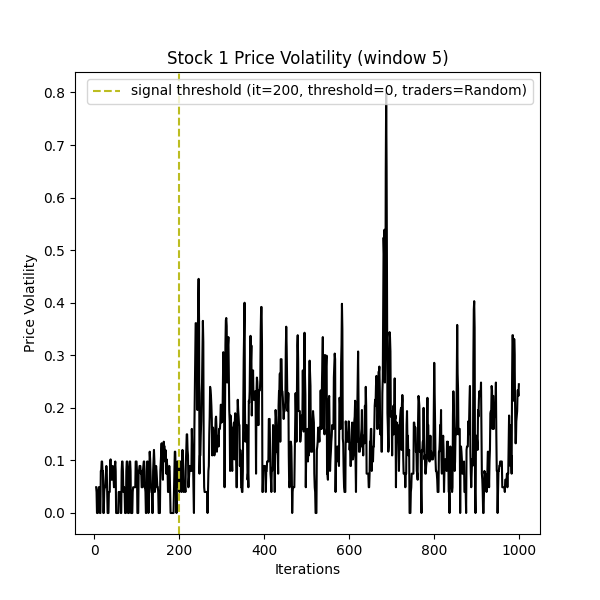 Stock 1 Price Volatility (window 5)
signal threshold (it=200, threshold=0, traders=Random)
0.8
0.7
0.6
0.5
0.4
0.3
0.2
0.1
0.0
Price Volatility
0 200 400 600 800 1000
Iterations